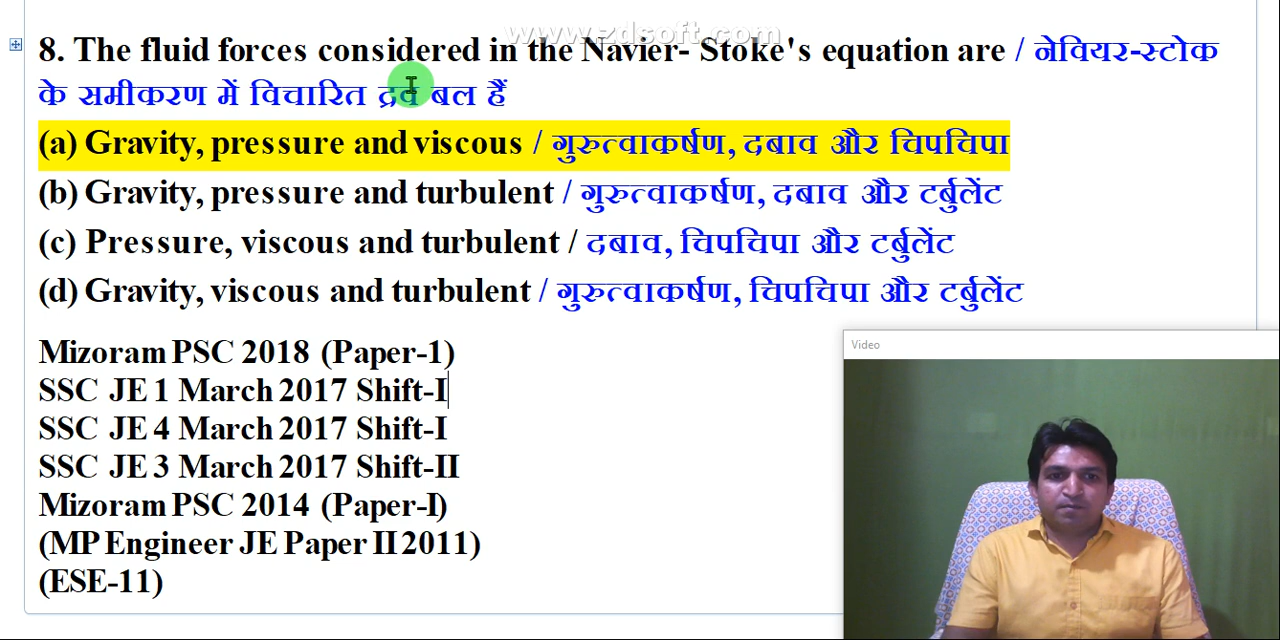 www.zdsoft.com
8. The fluid forces considered in the Navier- Stoke's equation are / नेवियर-स्टोक
के समीकरण में विचारित द्रव बल हैं
(a) Gravity, pressure and viscous / गुरुत्वाकर्षण, दबाव और चिपचिपा
(b) Gravity, pressure and turbulent / गुरुत्वाकर्षण, दबाव और टर्बुलेंट
(c) Pressure, viscous and turbulent / दबाव, चिपचिपा और टर्बुलेंट
(d) Gravity, viscous and turbulent / गुरुत्वाकर्षण, चिपचिपा और टर्बुलेंट
Mizoram PSC 2018 (Paper-1)
SSC JE 1 March 2017 Shift-I
SSC JE 4 March 2017 Shift-I
SSC JE 3 March 2017 Shift-II
Mizoram PSC 2014 (Paper-I)
(MP Engineer JE Paper II 2011)
(ESE-11)
Video